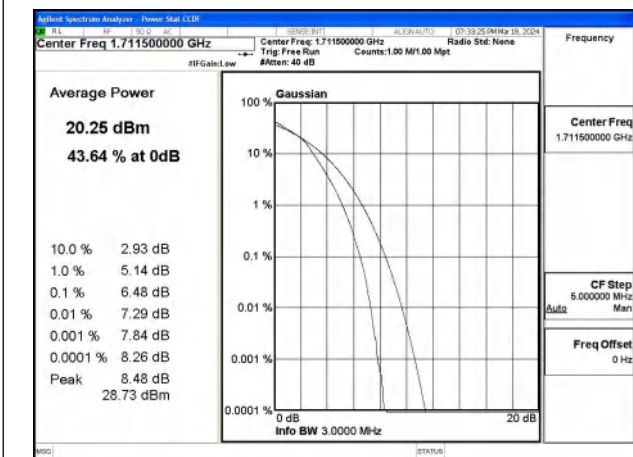 Agilent Spectrum Analyzer - Power Stat CCDF
RL RF 50 Ω AC SENSE:INT ALIGN AUTO 07:33:25 PM Mar 18, 2024
Center Freq 1.711500000 GHz
Center Freq: 1.711500000 GHz Radio Std: None
Trig: Free Run Counts:1.00 M/1.00 Mpt
#IFGain:Low #Atten: 40 dB
Frequency
Average Power
20.25 dBm
43.64 % at 0dB
10.0 % 2.93 dB
1.0 % 5.14 dB
0.1 % 6.48 dB
0.01 % 7.29 dB
0.001 % 7.84 dB
0.0001 % 8.26 dB
Peak 8.48 dB
28.73 dBm
Gaussian
100 %
10 %
1 %
0.1 %
0.01 %
0.001 %
0.0001 %
0 dB 20 dB
Info BW 3.0000 MHz
Center Freq
1.711500000 GHz
CF Step
5.000000 MHz
Auto Man
Freq Offset
0 Hz
MSG STATUS